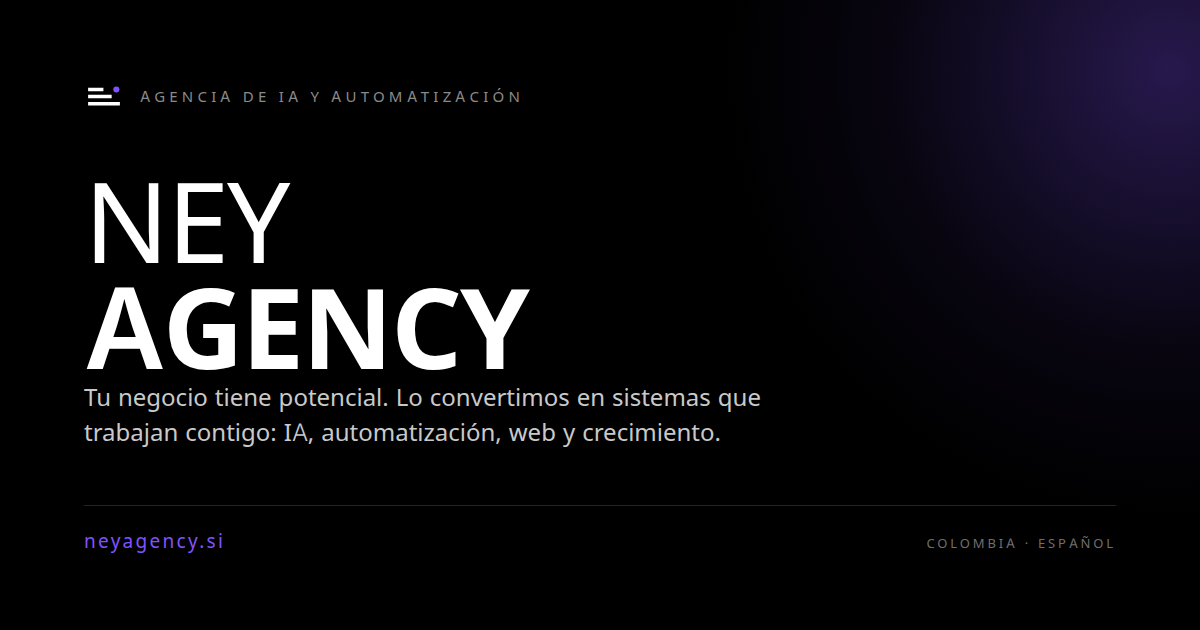 AGENCIA DE IA Y AUTOMATIZACIÓN
NEY
AGENCY
Tu negocio tiene potencial. Lo convertimos en sistemas que
trabajan contigo: IA, automatización, web y crecimiento.
neyagency.si
COLOMBIA · ESPAÑOL